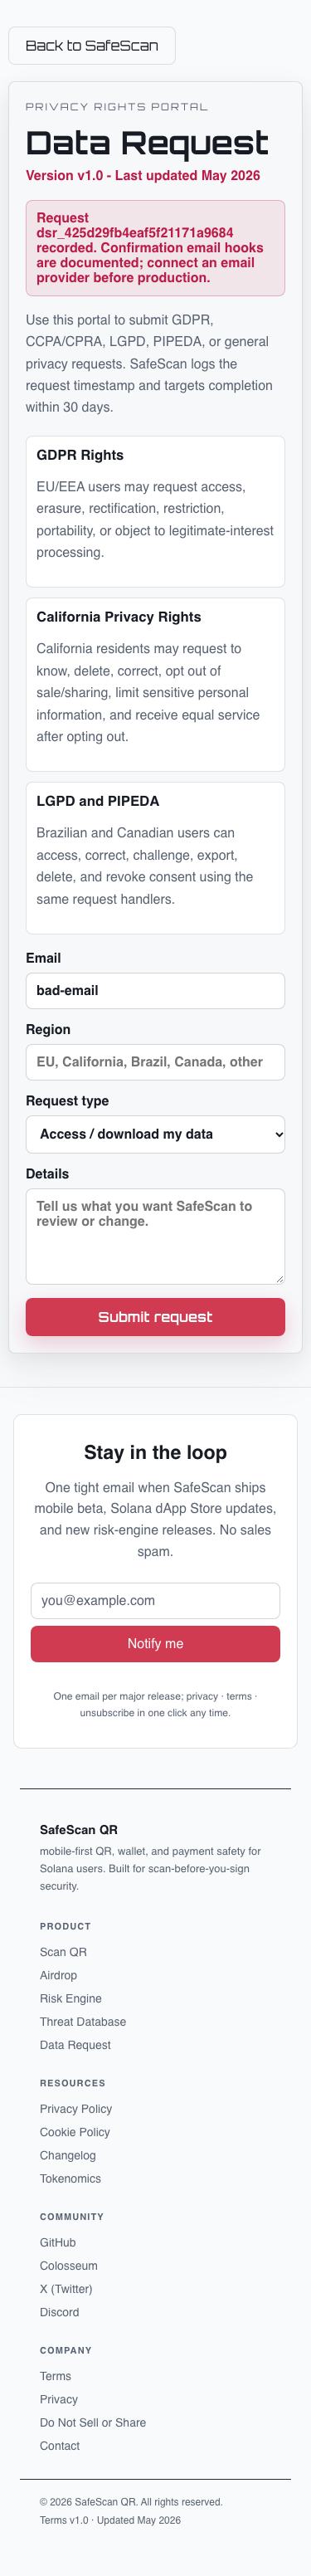 Back to SafeScan
PRIVACY RIGHTS PORTAL
Data Request
Version v1.0 - Last updated May 2026
Request
dsr_425d29fb4eaf5f21171a9684
recorded. Confirmation email hooks
are documented; connect an email
provider before production.
Use this portal to submit GDPR,
CCPA/CPRA, LGPD, PIPEDA, or general
privacy requests. SafeScan logs the
request timestamp and targets completion
within 30 days.
GDPR Rights
EU/EEA users may request access,
erasure, rectification, restriction,
portability, or object to legitimate-interest
processing.
California Privacy Rights
California residents may request to
know, delete, correct, opt out of
sale/sharing, limit sensitive personal
information, and receive equal service
after opting out.
LGPD and PIPEDA
Brazilian and Canadian users can
access, correct, challenge, export,
delete, and revoke consent using the
same request handlers.
Email
bad-email
Region
EU, California, Brazil, Canada, other
Request type
Access / download my data
Details
Tell us what you want SafeScan to
review or change.
Submit request
Stay in the loop
One tight email when SafeScan ships
mobile beta, Solana dApp Store updates,
and new risk-engine releases. No sales
spam.
you@example.com
Notify me
One email per major release; privacy · terms ·
unsubscribe in one click any time.
SafeScan QR
mobile-first QR, wallet, and payment safety for
Solana users. Built for scan-before-you-sign
security.
PRODUCT
Scan QR
Airdrop
Risk Engine
Threat Database
Data Request
RESOURCES
Privacy Policy
Cookie Policy
Changelog
Tokenomics
COMMUNITY
GitHub
Colosseum
X (Twitter)
Discord
COMPANY
Terms
Privacy
Do Not Sell or Share
Contact
© 2026 SafeScan QR. All rights reserved.
Terms v1.0 · Updated May 2026